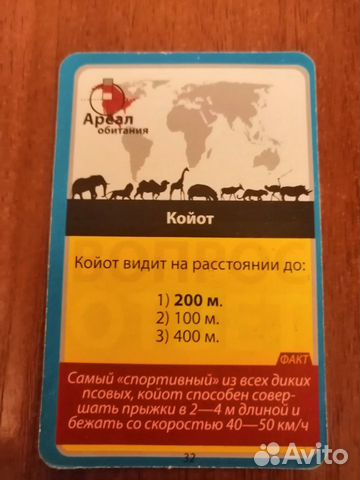 Ареал
обитания
Койот
ВОПРОС
Койот видит на расстоянии до:
1) 200 м.
2) 100 м.
3) 400 м.
ФАКТ
Самый «спортивный» из всех диких
псовых, койот способен совер-
шать прыжки в 2—4 м длиной и
бежать со скоростью 40—50 км/ч
32
Avito